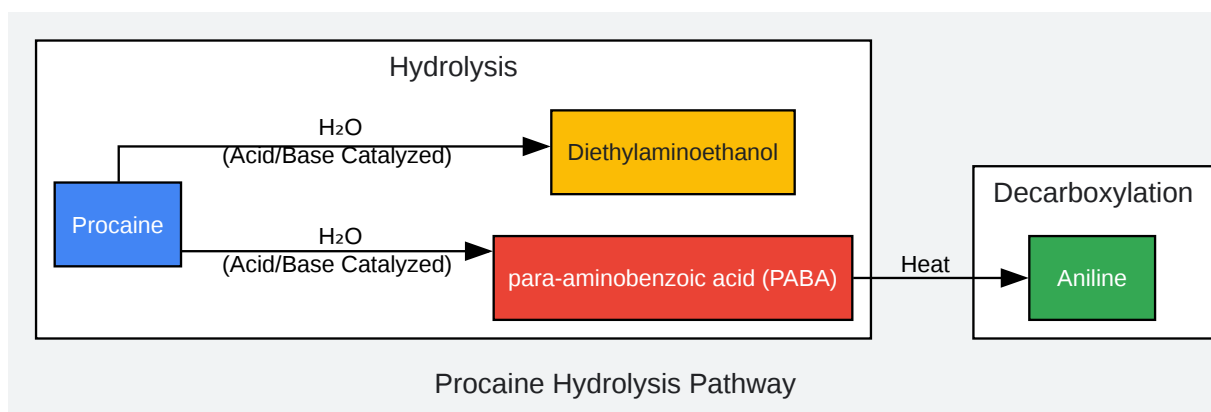 Hydrolysis
H₂O
(Acid/Base Catalyzed)
Diethylaminoethanol
Procaine
H₂O
(Acid/Base Catalyzed)
para-aminobenzoic acid (PABA)
Heat
Decarboxylation
Aniline
Procaine Hydrolysis Pathway